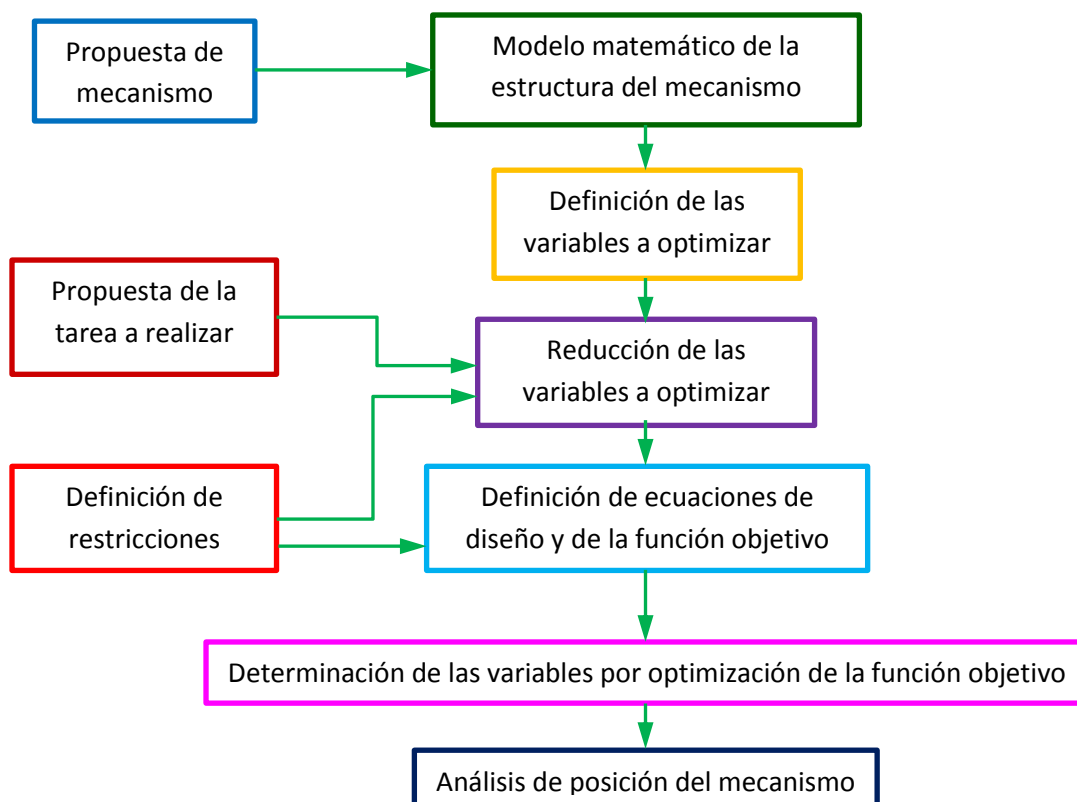 Propuesta de
mecanismo
Modelo matemático de la
estructura del mecanismo
Definición de las
variables a optimizar
Propuesta de la
tarea a realizar
Reducción de las
variables a optimizar
Definición de
restricciones
Definición de ecuaciones de
diseño y de la función objetivo
Determinación de las variables por optimización de la función objetivo
Análisis de posición del mecanismo